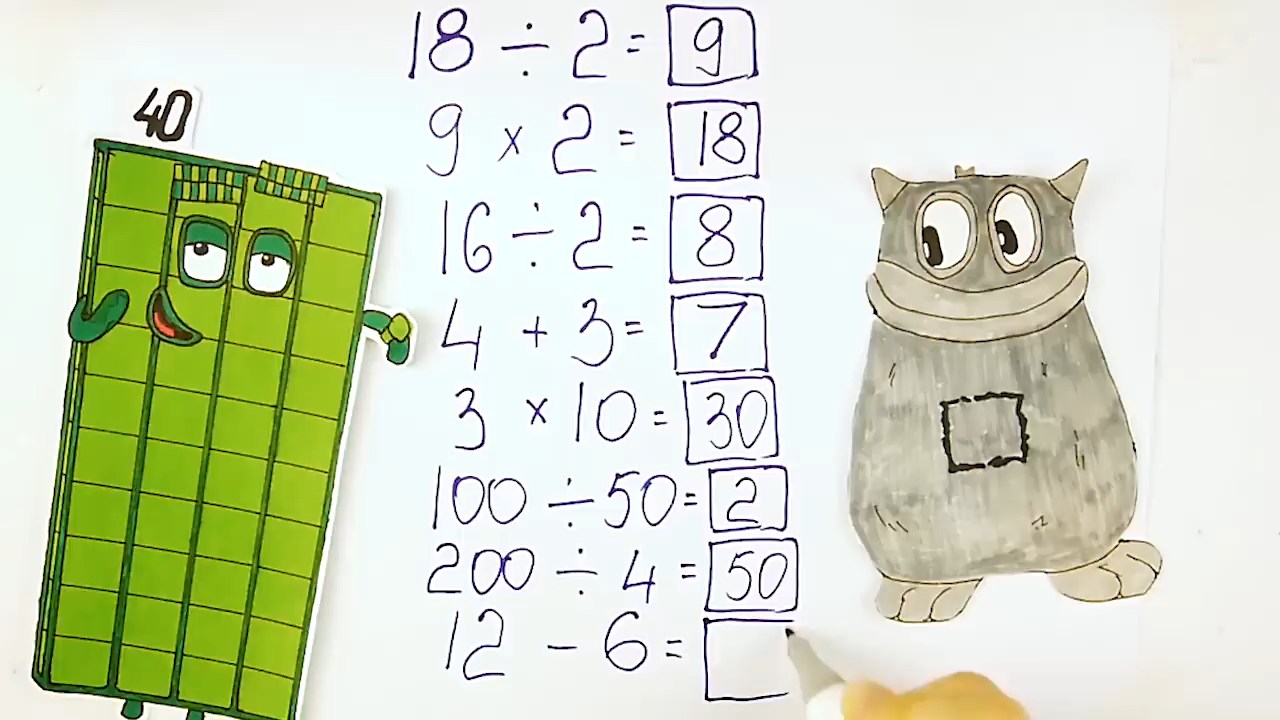 40
18 ÷ 2 = 9
9 × 2 = 18
16 ÷ 2 = 8
4 + 3 = 7
3 × 10 = 30
100 ÷ 50 = 2
200 ÷ 4 = 50
12 - 6 =